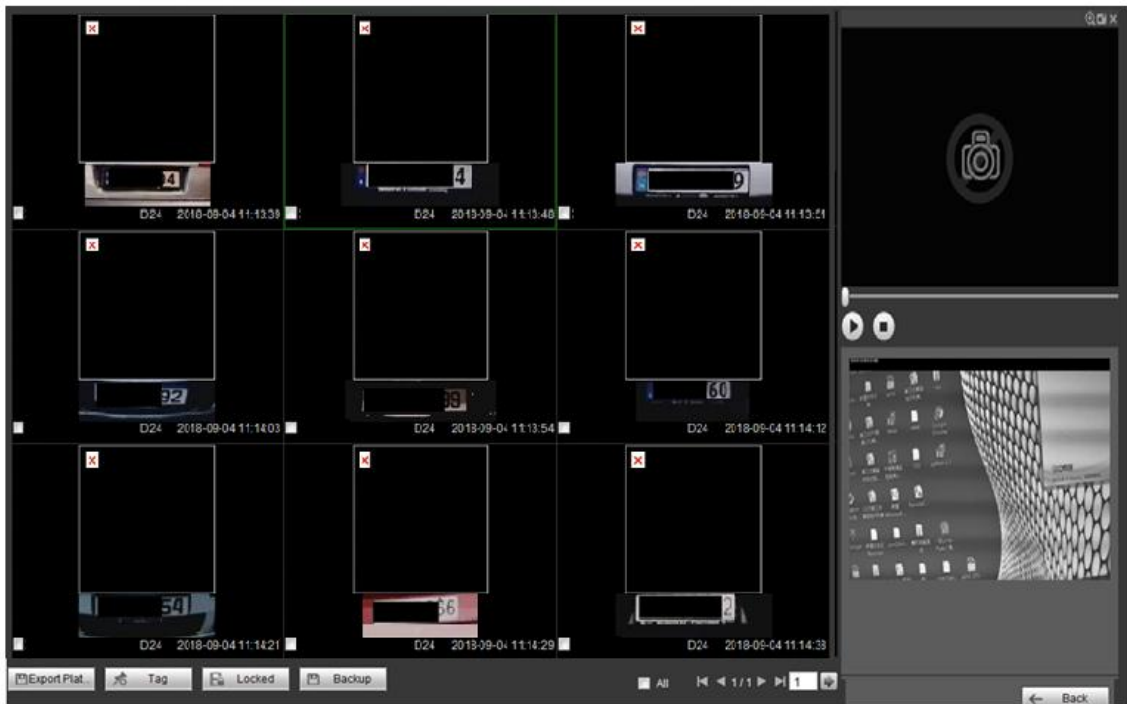 4
4
9
D24 2018-09-04 11:13:39
D24 2018-09-04 11:13:48
D24 2018-09-04 11:13:51
92
99
60
D24 2018-09-04 11:14:03
D24 2018-09-04 11:13:54
D24 2018-09-04 11:14:12
54
66
2
D24 2018-09-04 11:14:21
D24 2018-09-04 11:14:29
D24 2018-09-04 11:14:38
Export Plat..
Tag
Locked
Backup
All
1/1
1
Back